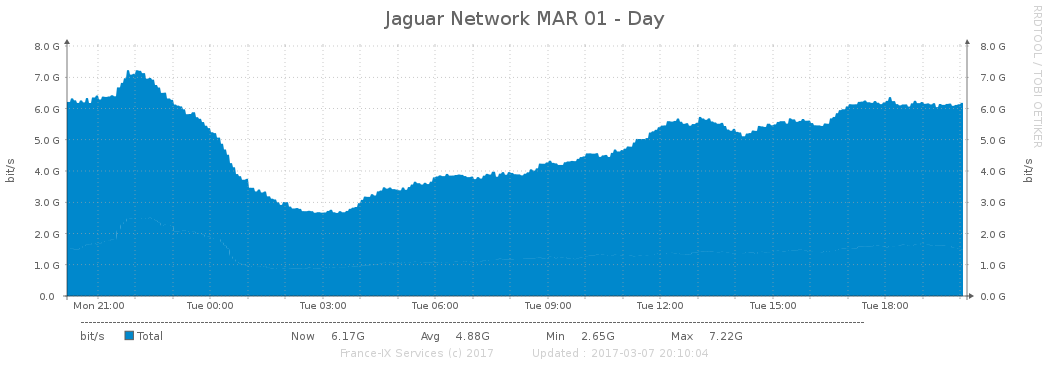 Jaguar Network MAR 01 - Day
RRDTOOL / TOBI OETIKER
8.0 G 8.0 G
7.0 G 7.0 G
6.0 G 6.0 G
5.0 G 5.0 G
4.0 G 4.0 G
3.0 G 3.0 G
2.0 G 2.0 G
1.0 G 1.0 G
0.0 0.0 G
bit/s
bit/s
Mon 21:00 Tue 00:00 Tue 03:00 Tue 06:00 Tue 09:00 Tue 12:00 Tue 15:00 Tue 18:00
bit/s Total Now 6.17G Avg 4.88G Min 2.65G Max 7.22G
France-IX Services (c) 2017 Updated : 2017-03-07 20:10:04